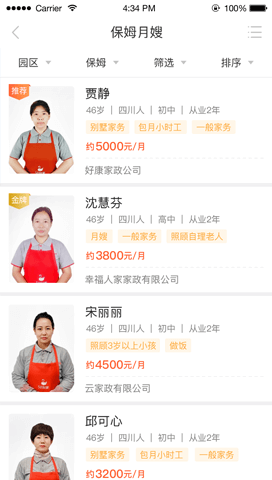 Carrier 4:34 PM 100%
保姆月嫂
园区 保姆 筛选 排序
推荐
贾静
46岁 | 四川人 | 初中 | 从业2年
别墅家务 包月小时工 一般家务
约5000元/月
好康家政公司
金牌
沈慧芬
46岁 | 四川人 | 高中 | 从业2年
月嫂 一般家务 照顾自理老人
约3800元/月
幸福人家家政有限公司
宋丽丽
46岁 | 四川人 | 初中 | 从业2年
照顾3岁以上小孩 做饭
约4500元/月
云家政有限公司
邱可心
46岁 | 四川人 | 初中 | 从业2年
别墅家务 包月小时工 一般家务
约3200元/月